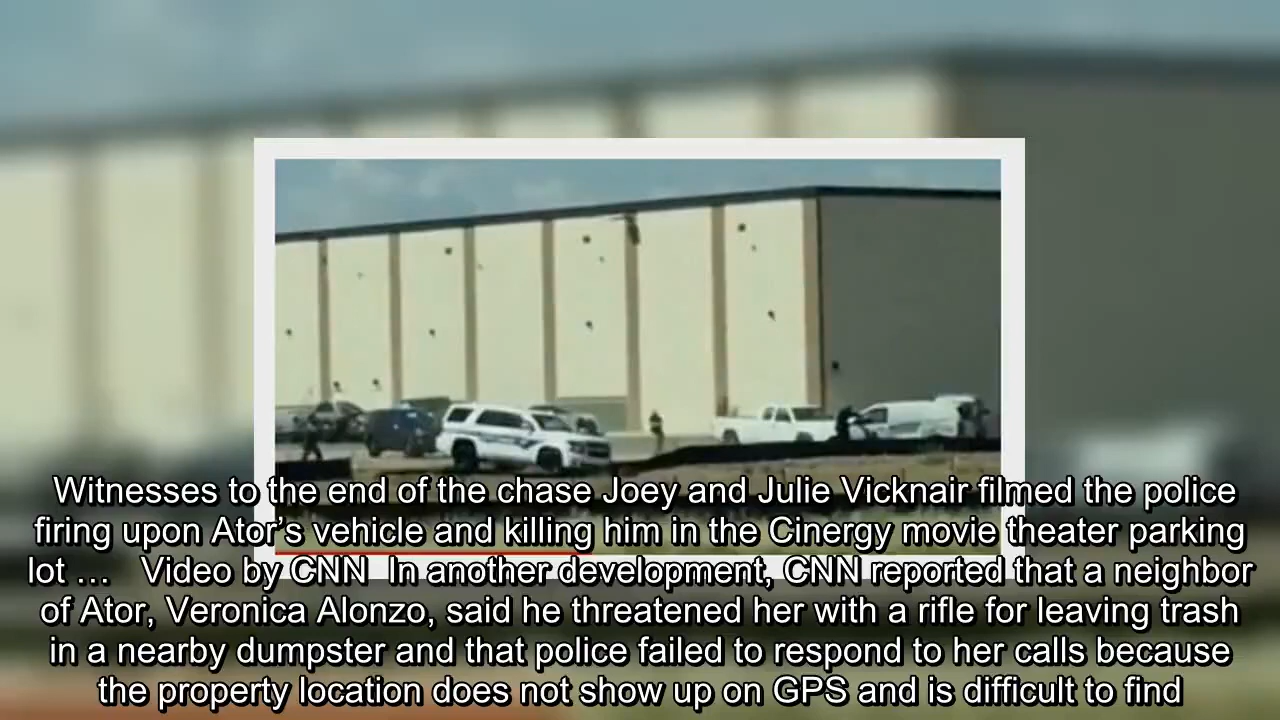 Witnesses to the end of the chase Joey and Julie Vicknair filmed the police
firing upon Ator’s vehicle and killing him in the Cinergy movie theater parking
lot … Video by CNN In another development, CNN reported that a neighbor
of Ator, Veronica Alonzo, said he threatened her with a rifle for leaving trash
in a nearby dumpster and that police failed to respond to her calls because
the property location does not show up on GPS and is difficult to find